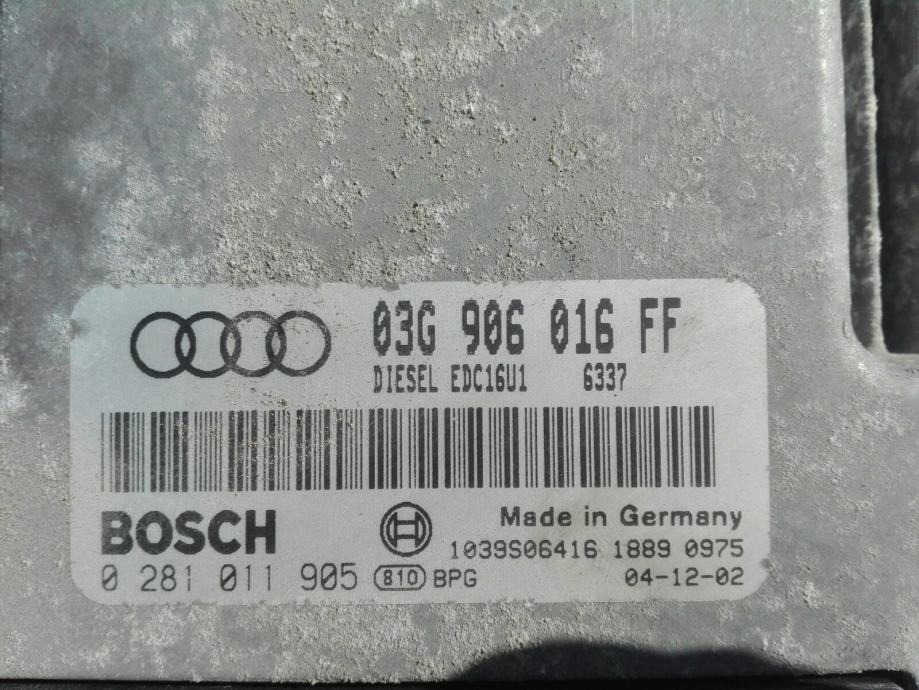 03G 906 016 FF
DIESEL EDC16U1 6337
BOSCH
Made in Germany
1039S06416 1889 0975
0 281 011 905 810 BPG 04-12-02